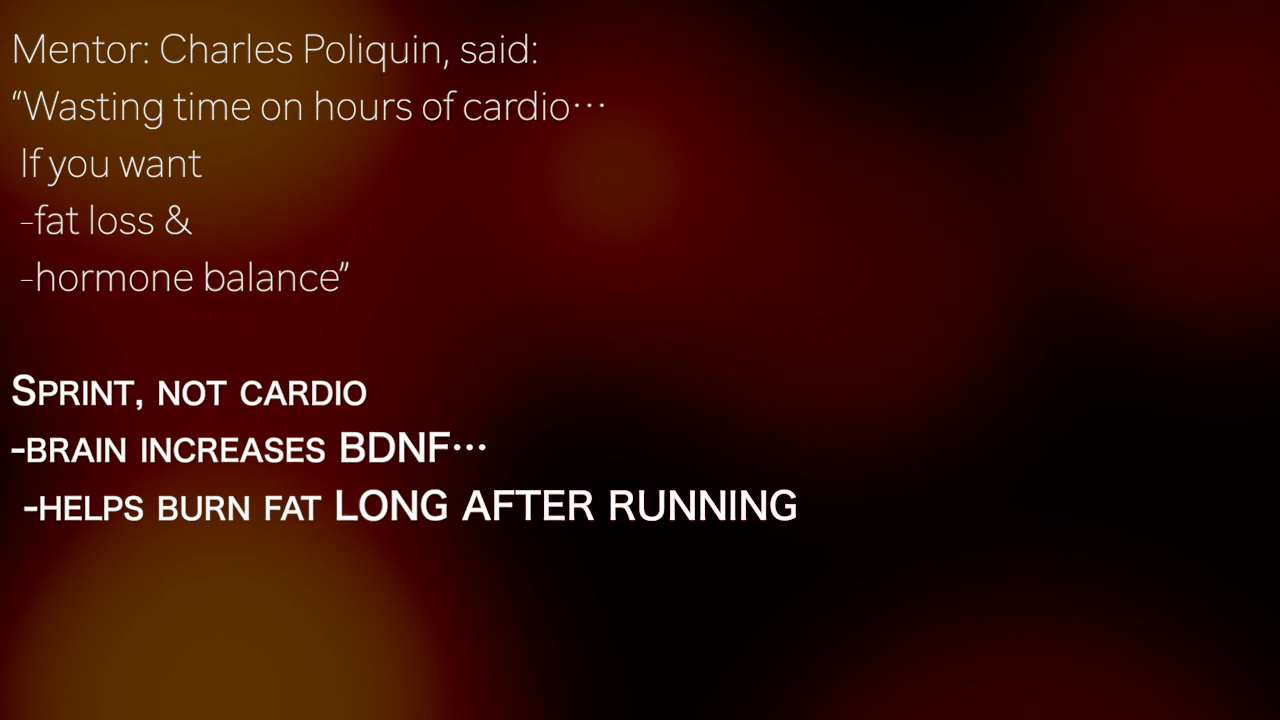 Mentor: Charles Poliquin, said:
“Wasting time on hours of cardio…
If you want
-fat loss &
-hormone balance”
Sprint, not cardio
-brain increases BDNF…
-helps burn fat LONG AFTER RUNNING